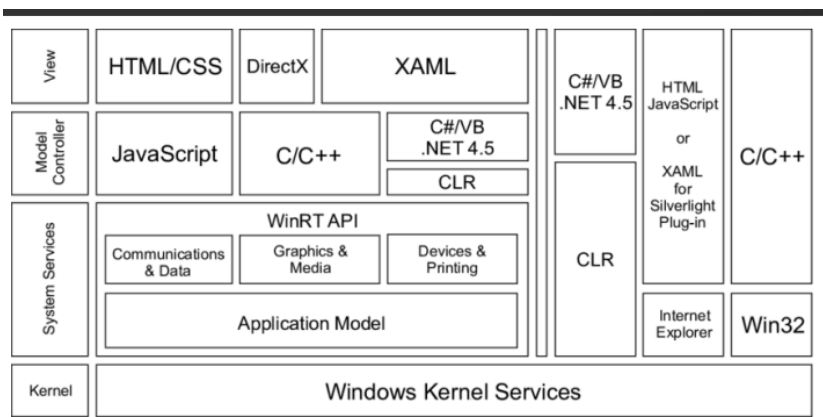 View
HTML/CSS
DirectX
XAML
Model
Controller
JavaScript
C/C++
C#/VB
.NET 4.5
CLR
System Services
WinRT API
Communications
& Data
Graphics &
Media
Devices &
Printing
Application Model
C#/VB
.NET 4.5
CLR
HTML
JavaScript
or
XAML
for
Silverlight
Plug-in
Internet
Explorer
C/C++
Win32
Kernel
Windows Kernel Services